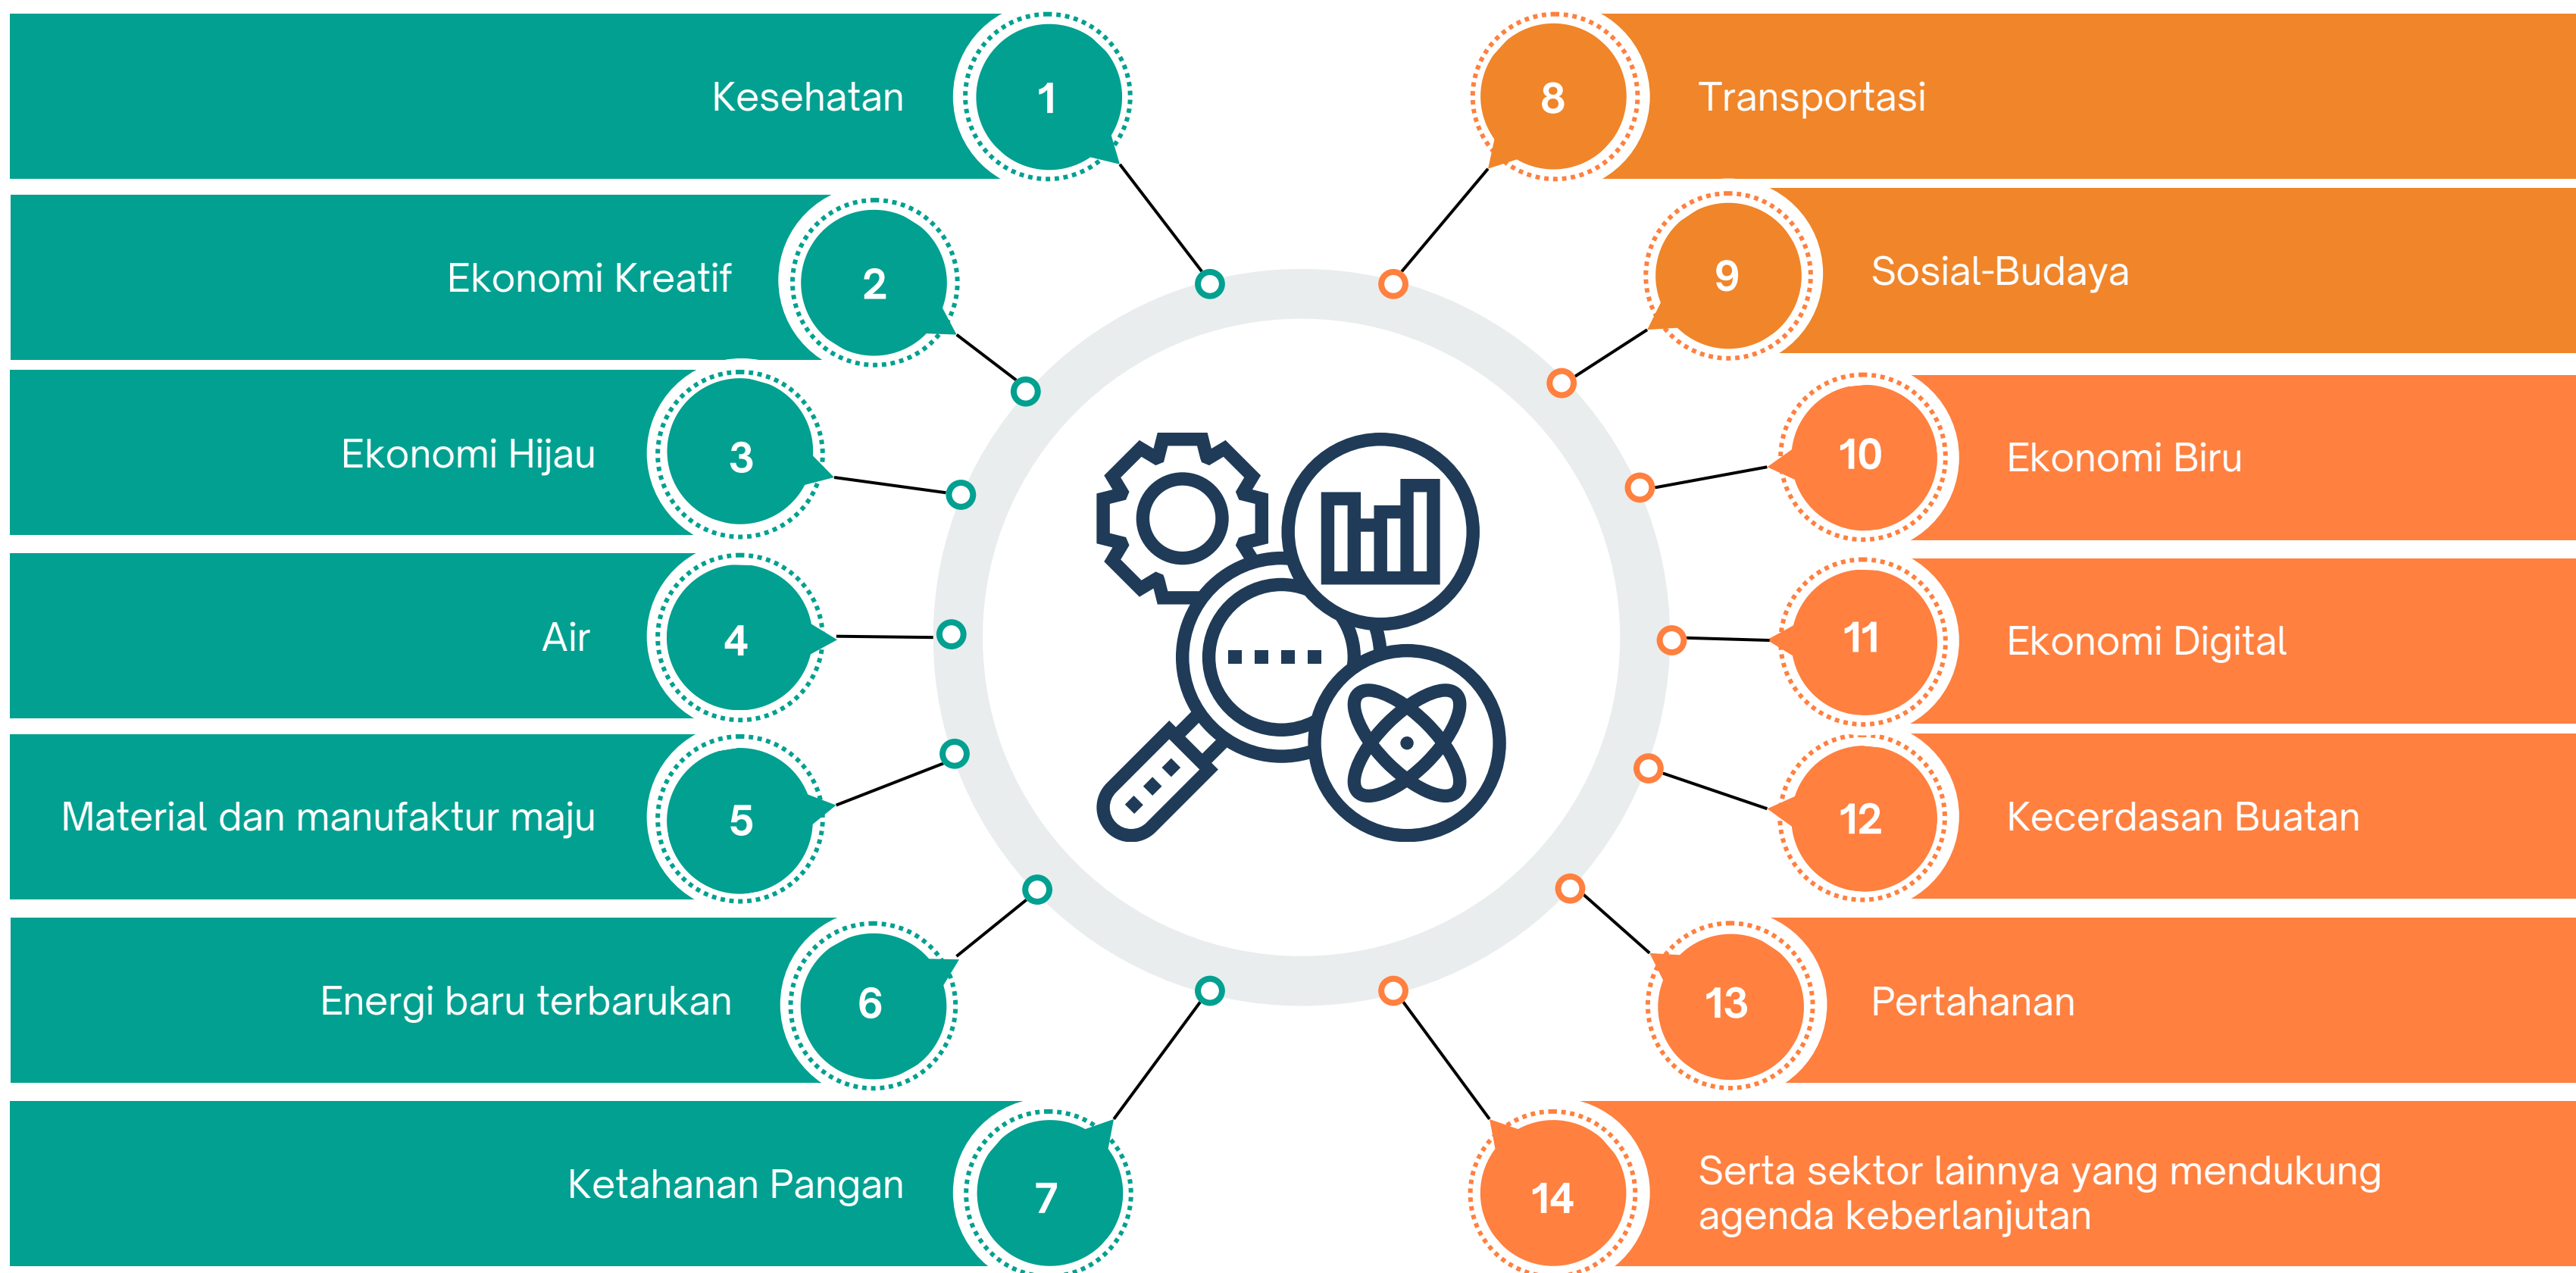 Kesehatan
1
Ekonomi Kreatif
2
Ekonomi Hijau
3
Air
4
Material dan manufaktur maju
5
Energi baru terbarukan
6
Ketahanan Pangan
7
8
Transportasi
9
Sosial-Budaya
10
Ekonomi Biru
11
Ekonomi Digital
12
Kecerdasan Buatan
13
Pertahanan
14
Serta sektor lainnya yang mendukung
agenda keberlanjutan